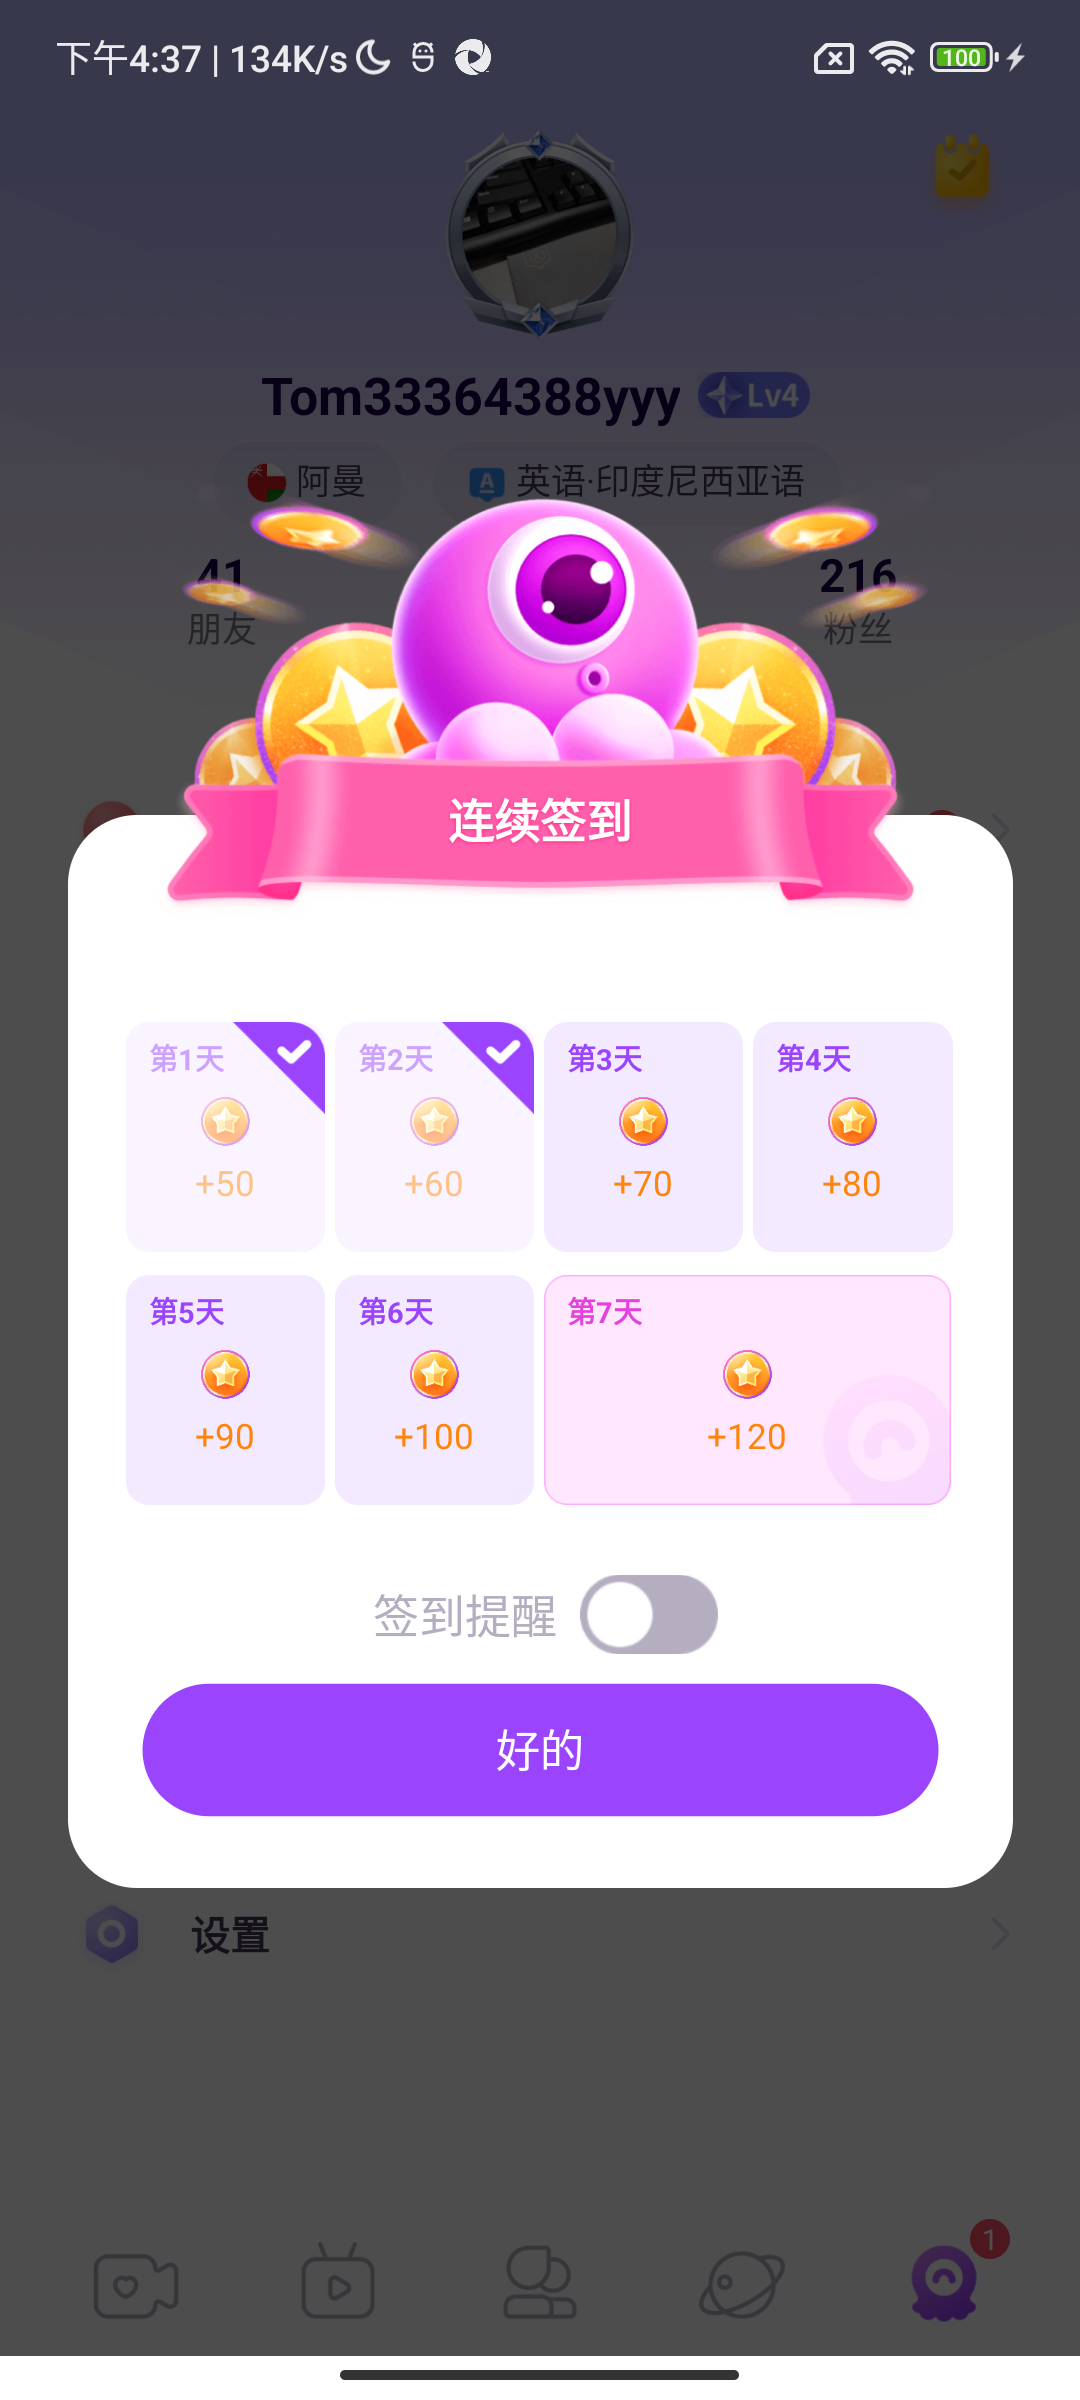 下午4:37 | 134K/s
100
Tom33364388yyy Lv4
阿曼
A 英语·印度尼西亚语
41
216
朋友
粉丝
连续签到
第1天
第2天
第3天
第4天
+50
+60
+70
+80
第5天
第6天
第7天
+90
+100
+120
签到提醒
好的
设置
1